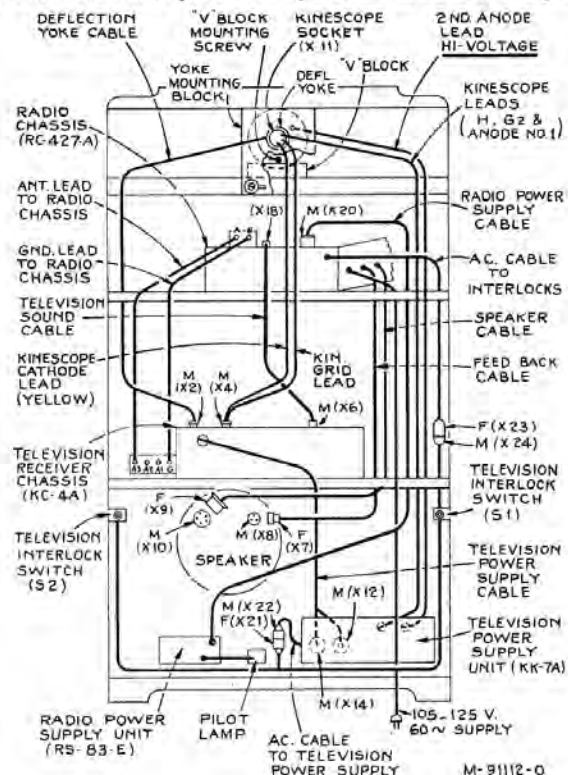 DEFLECTION
YOKE CABLE
"V" BLOCK
MOUNTING
SCREW
KINESCOPE
SOCKET
(X11)
2ND. ANODE
LEAD
HI-VOLTAGE
YOKE
MOUNTING
BLOCK
DEFL.
YOKE
"V" BLOCK
KINESCOPE
LEADS
(H, G2 &
ANODE NO.1)
RADIO
CHASSIS
(RC-427-A)
ANT. LEAD
TO RADIO
CHASSIS
A-E
(X18)
M (X20)
RADIO POWER
SUPPLY
CABLE
GND. LEAD
TO RADIO
CHASSIS
A.C. CABLE
TO
INTERLOCKS
TELEVISION
SOUND
CABLE
SPEAKER
CABLE
KINESCOPE
CATHODE
LEAD
(YELLOW)
M
(X2)
M
(X4)
KIN.
GRID
LEAD
FEED BACK
CABLE
M(X6)
F(X23)
M(X24)
TELEVISION
RECEIVER
CHASSIS
(KC-4A)
TELEVISION
INTERLOCK
SWITCH
(S1)
F
(X9)
M
(X10)
M(X8)
F
(X7)
SPEAKER
TELEVISION
INTERLOCK
SWITCH
(S2)
TELEVISION
POWER
SUPPLY
CABLE
M(X22)
F(X21)
M(X12)
TELEVISION
POWER
SUPPLY
UNIT (KK-7A)
M(X14)
RADIO POWER
SUPPLY UNIT
(RS-83-E)
PILOT
LAMP
A.C. CABLE
TO TELEVISION
POWER SUPPLY
105-125 V.
60~ SUPPLY
M-91112-0